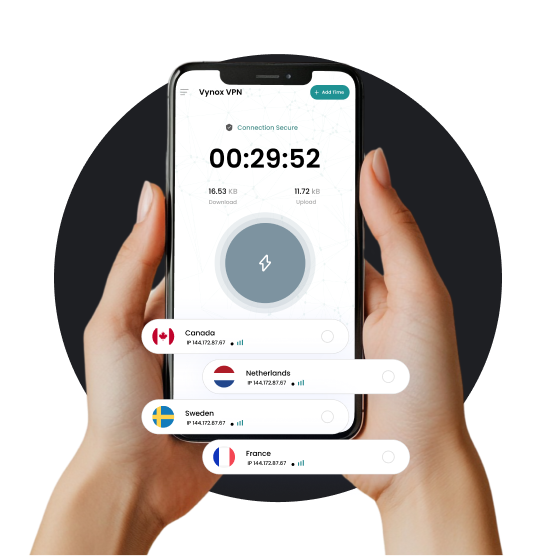 Vynox VPN
+ Add Time
Connection Secure
00:29:52
16.53 KB
11.72 kB
Download
Upload
Canada
IP 144.172.87.67
Netherlands
IP 144.172.87.67
Sweden
IP 144.172.87.67
France
IP 144.172.87.67